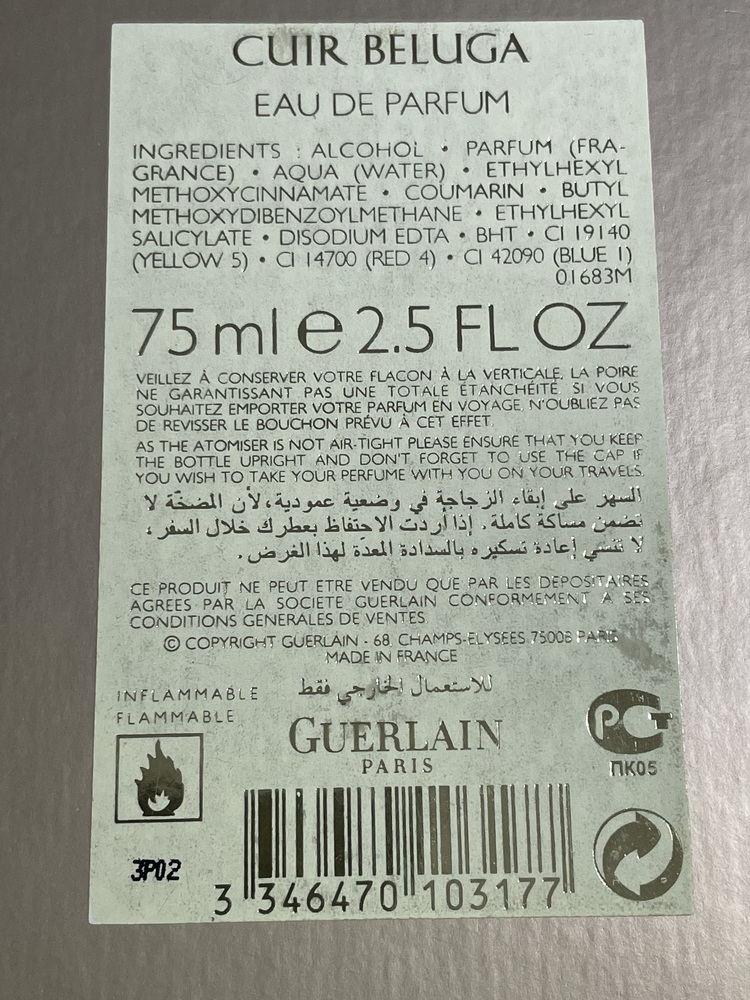 CUIR BELUGA
EAU DE PARFUM
INGREDIENTS : ALCOHOL • PARFUM (FRA-
GRANCE) • AQUA (WATER) • ETHYLHEXYL
METHOXYCINNAMATE • COUMARIN • BUTYL
METHOXYDIBENZOYLMETHANE • ETHYLHEXYL
SALICYLATE • DISODIUM EDTA • BHT • CI 19140
(YELLOW 5) • CI 14700 (RED 4) • CI 42090 (BLUE 1)
01683M
75 ml e 2.5 FL OZ
VEILLEZ À CONSERVER VOTRE FLACON À LA VERTICALE, LA POIRE
NE GARANTISSANT PAS UNE TOTALE ÉTANCHÉITÉ. SI VOUS
SOUHAITEZ EMPORTER VOTRE PARFUM EN VOYAGE, N'OUBLIEZ PAS
DE REVISSER LE BOUCHON PRÉVU À CET EFFET.
AS THE ATOMISER IS NOT AIR-TIGHT PLEASE ENSURE THAT YOU KEEP
THE BOTTLE UPRIGHT AND DON'T FORGET TO USE THE CAP IF
YOU WISH TO TAKE YOUR PERFUME WITH YOU ON YOUR TRAVELS.
السهر على إبقاء الزجاجة في وضعية عمودية، لأن المضخّة لا
تضمن مساكة كاملة. إذا أردت الاحتفاظ بعطرك خلال السفر،
لا تنسي إعادة تسكيره بالسدادة المعدة لهذا الغرض.
CE PRODUIT NE PEUT ETRE VENDU QUE PAR LES DEPOSITAIRES
AGREES PAR LA SOCIETE GUERLAIN CONFORMEMENT A SES
CONDITIONS GENERALES DE VENTES
© COPYRIGHT GUERLAIN - 68, CHAMPS-ELYSEES 75008 PARIS
MADE IN FRANCE
للاستعمال الخارجي فقط
INFLAMMABLE
FLAMMABLE
GUERLAIN
PARIS
РСТ
ПК05
3P02
3 346470 103177